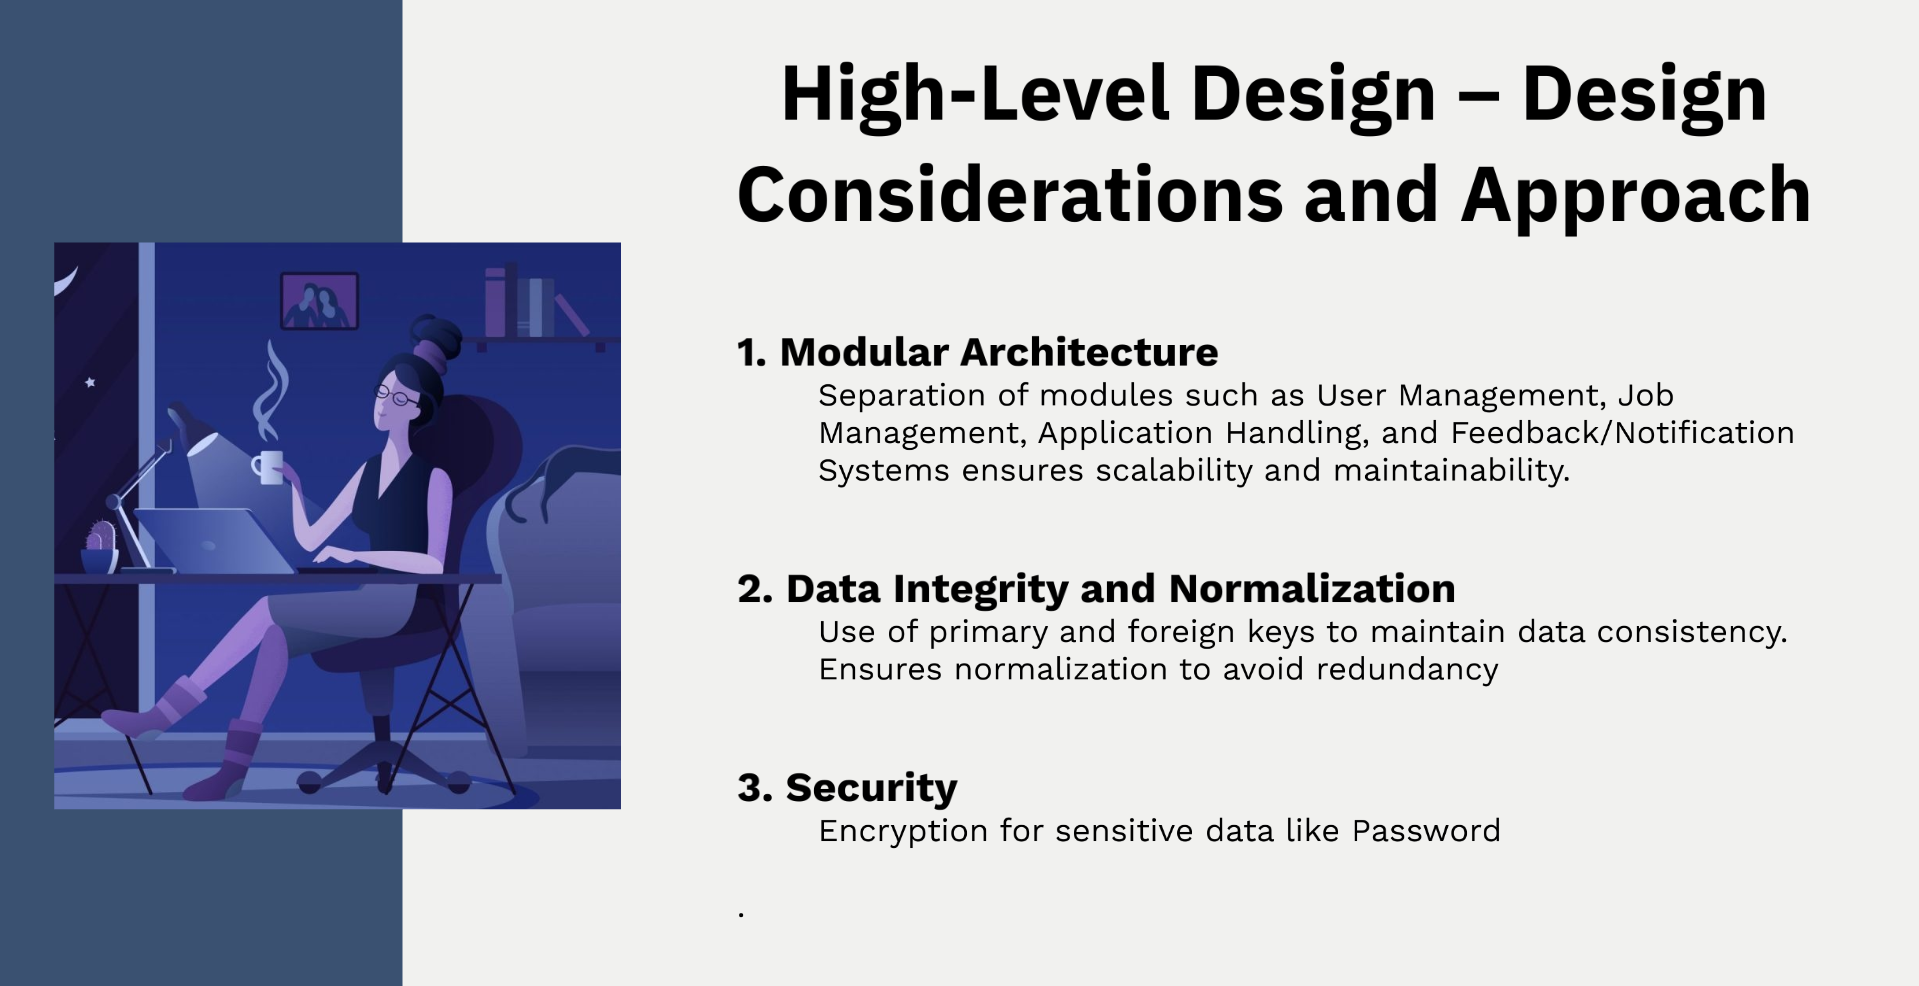 High-Level Design – Design
Considerations and Approach
1. Modular Architecture
Separation of modules such as User Management, Job
Management, Application Handling, and Feedback/Notification
Systems ensures scalability and maintainability.
2. Data Integrity and Normalization
Use of primary and foreign keys to maintain data consistency.
Ensures normalization to avoid redundancy
3. Security
Encryption for sensitive data like Password
.